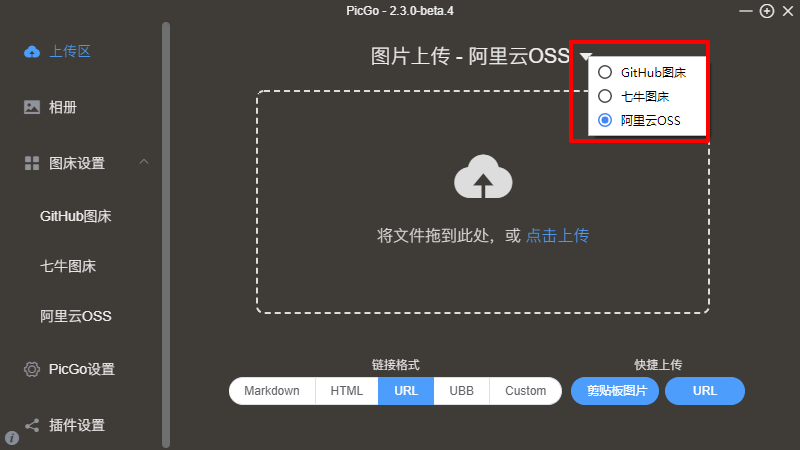 PicGo - 2.3.0-beta.4
上传区
相册
图床设置
GitHub图床
七牛图床
阿里云OSS
PicGo设置
插件设置
图片上传 - 阿里云OSS
GitHub图床
七牛图床
阿里云OSS
将文件拖到此处，或 点击上传
链接格式
Markdown HTML URL UBB Custom
快捷上传
剪贴板图片 URL